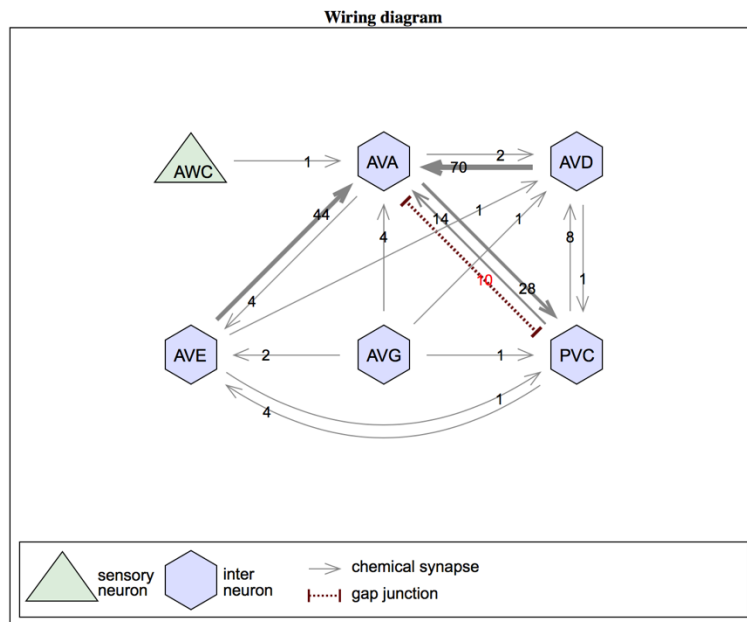 Wiring diagram
AWC
1
AVA
2
AVD
70
44
14
1
1
4
8
10
28
1
4
AVE
2
AVG
1
PVC
4
1
sensory
neuron
inter
neuron
chemical synapse
gap junction